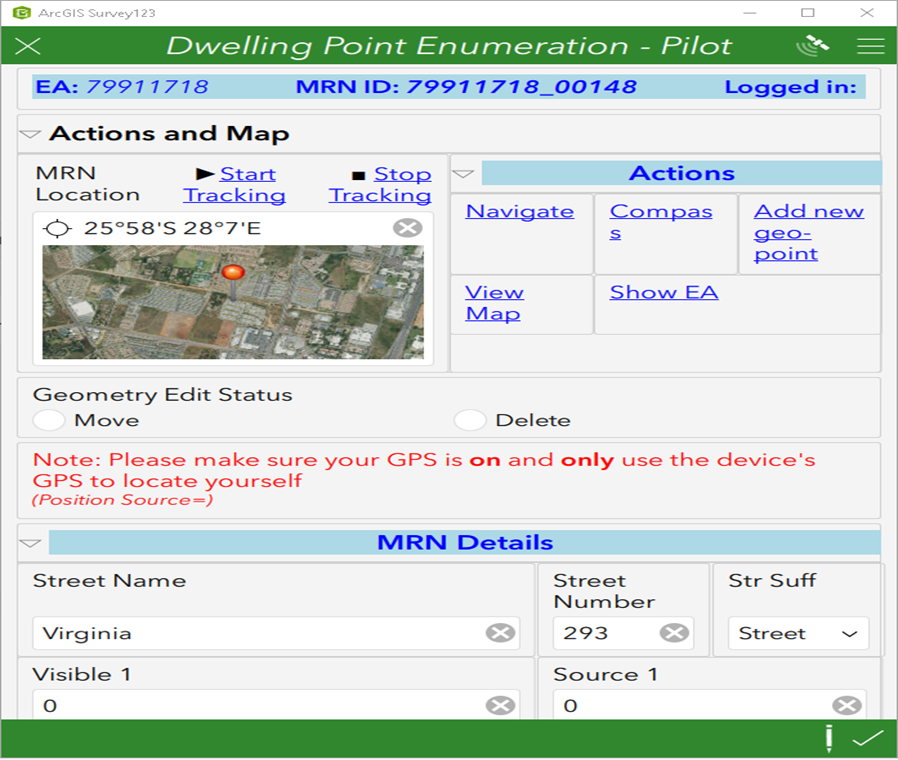 ArcGIS Survey123
Dwelling Point Enumeration - Pilot
EA: 79911718 MRN ID: 79911718_00148 Logged in:
Actions and Map
MRN
Location
Start
Tracking
Stop
Tracking
25°58'S 28°7'E
Actions
Navigate
Compas
s
Add new
geo-
point
View
Map
Show EA
Geometry Edit Status
Move Delete
Note: Please make sure your GPS is on and only use the device's
GPS to locate yourself
(Position Source=)
MRN Details
Street Name
Virginia
Street
Number
293
Str Suff
Street
Visible 1
0
Source 1
0